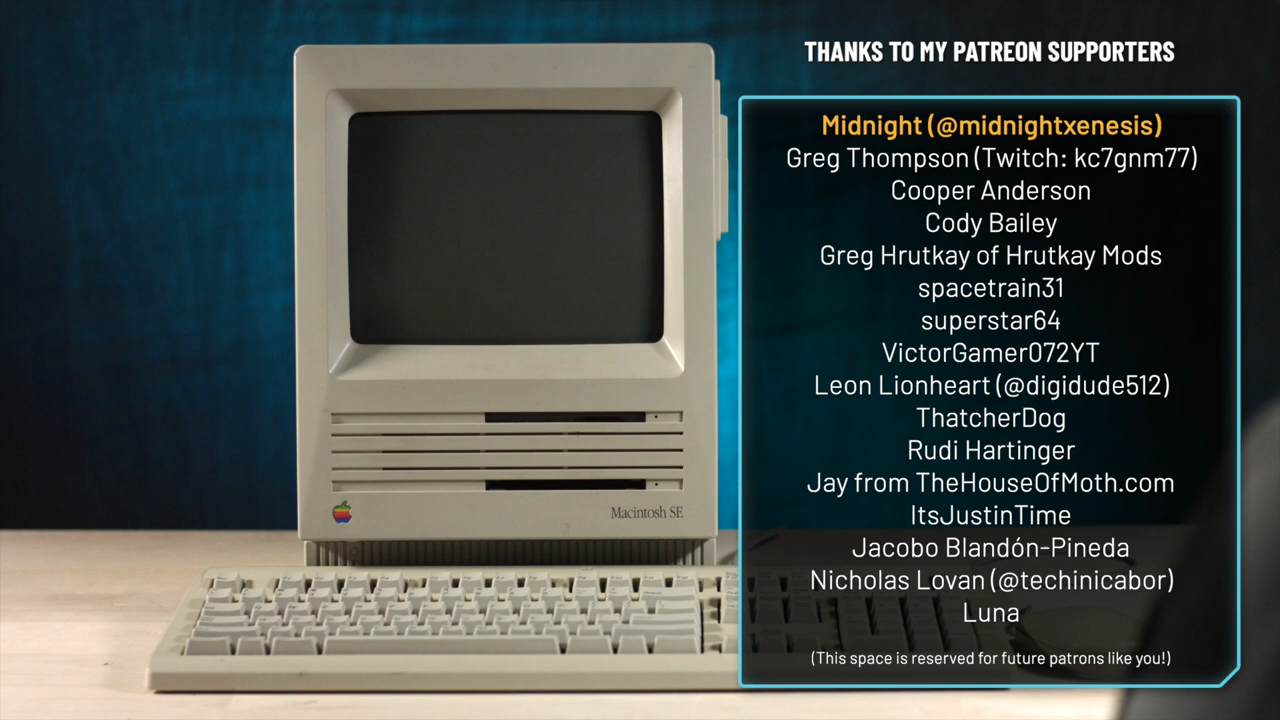 THANKS TO MY PATREON SUPPORTERS
Midnight (@midnightxenesis)
Greg Thompson (Twitch: kc7gnm77)
Cooper Anderson
Cody Bailey
Greg Hrutkay of Hrutkay Mods
spacetrain31
superstar64
VictorGamer072YT
Leon Lionheart (@digidude512)
ThatcherDog
Rudi Hartinger
Jay from TheHouseOfMoth.com
ItsJustinTime
Jacobo Blandón-Pineda
Nicholas Lovan (@techinicabor)
Luna
(This space is reserved for future patrons like you!)
Macintosh SE